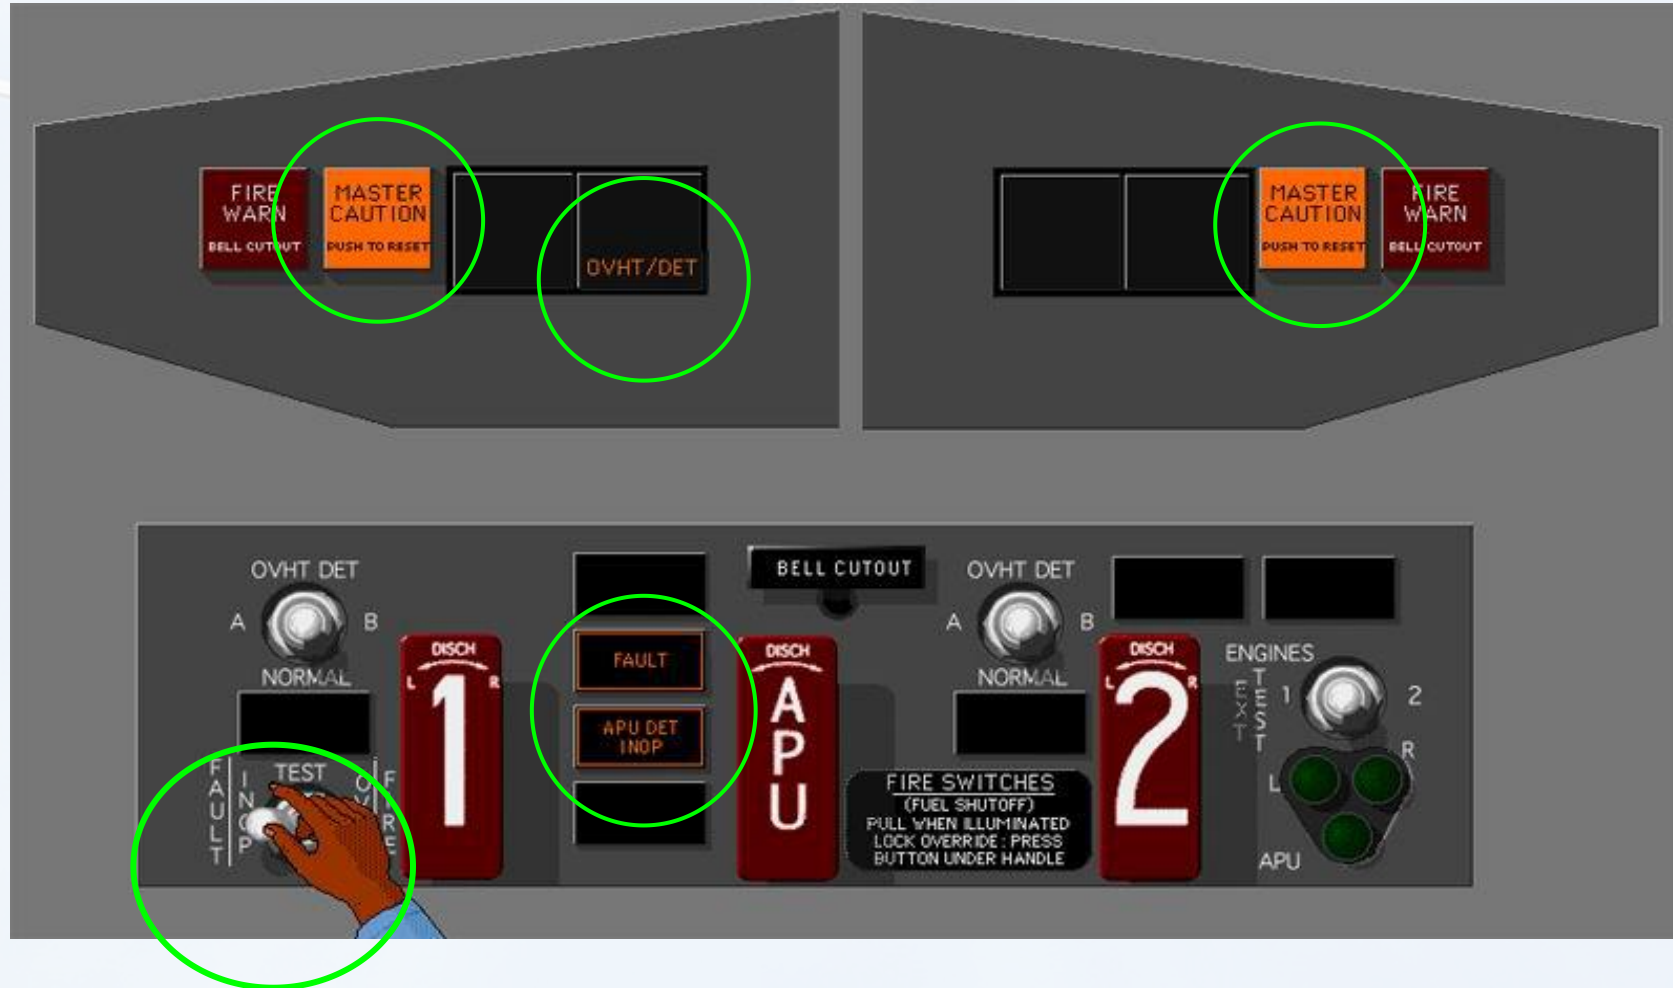 FIRE
WARN
BELL CUTOUT
MASTER
CAUTION
PUSH TO RESET
OVHT/DET
MASTER
CAUTION
PUSH TO RESET
FIRE
WARN
BELL CUTOUT
OVHT DET
A B
NORMAL
FAULT
INOP
TEST
FIRE
DISCH
L R
1
FAULT
APU DET
INOP
BELL CUTOUT
DISCH
APU
OVHT DET
A B
NORMAL
FIRE SWITCHES
(FUEL SHUTOFF)
PULL WHEN ILLUMINATED
LOCK OVERRIDE : PRESS
BUTTON UNDER HANDLE
DISCH
L R
2
ENGINES
EXT
TEST
1 2
L
R
APU